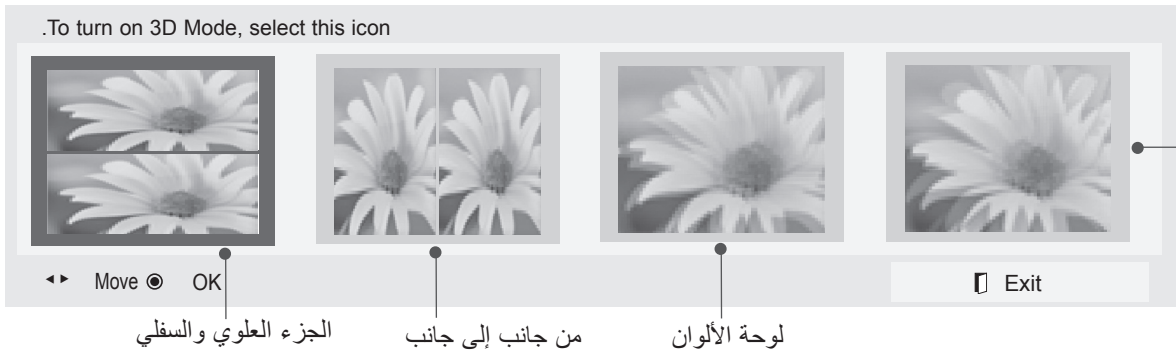 .To turn on 3D Mode, select this icon
Move OK Exit
الجزء العلوي والسفلي
من جانب إلى جانب
لوحة الألوان